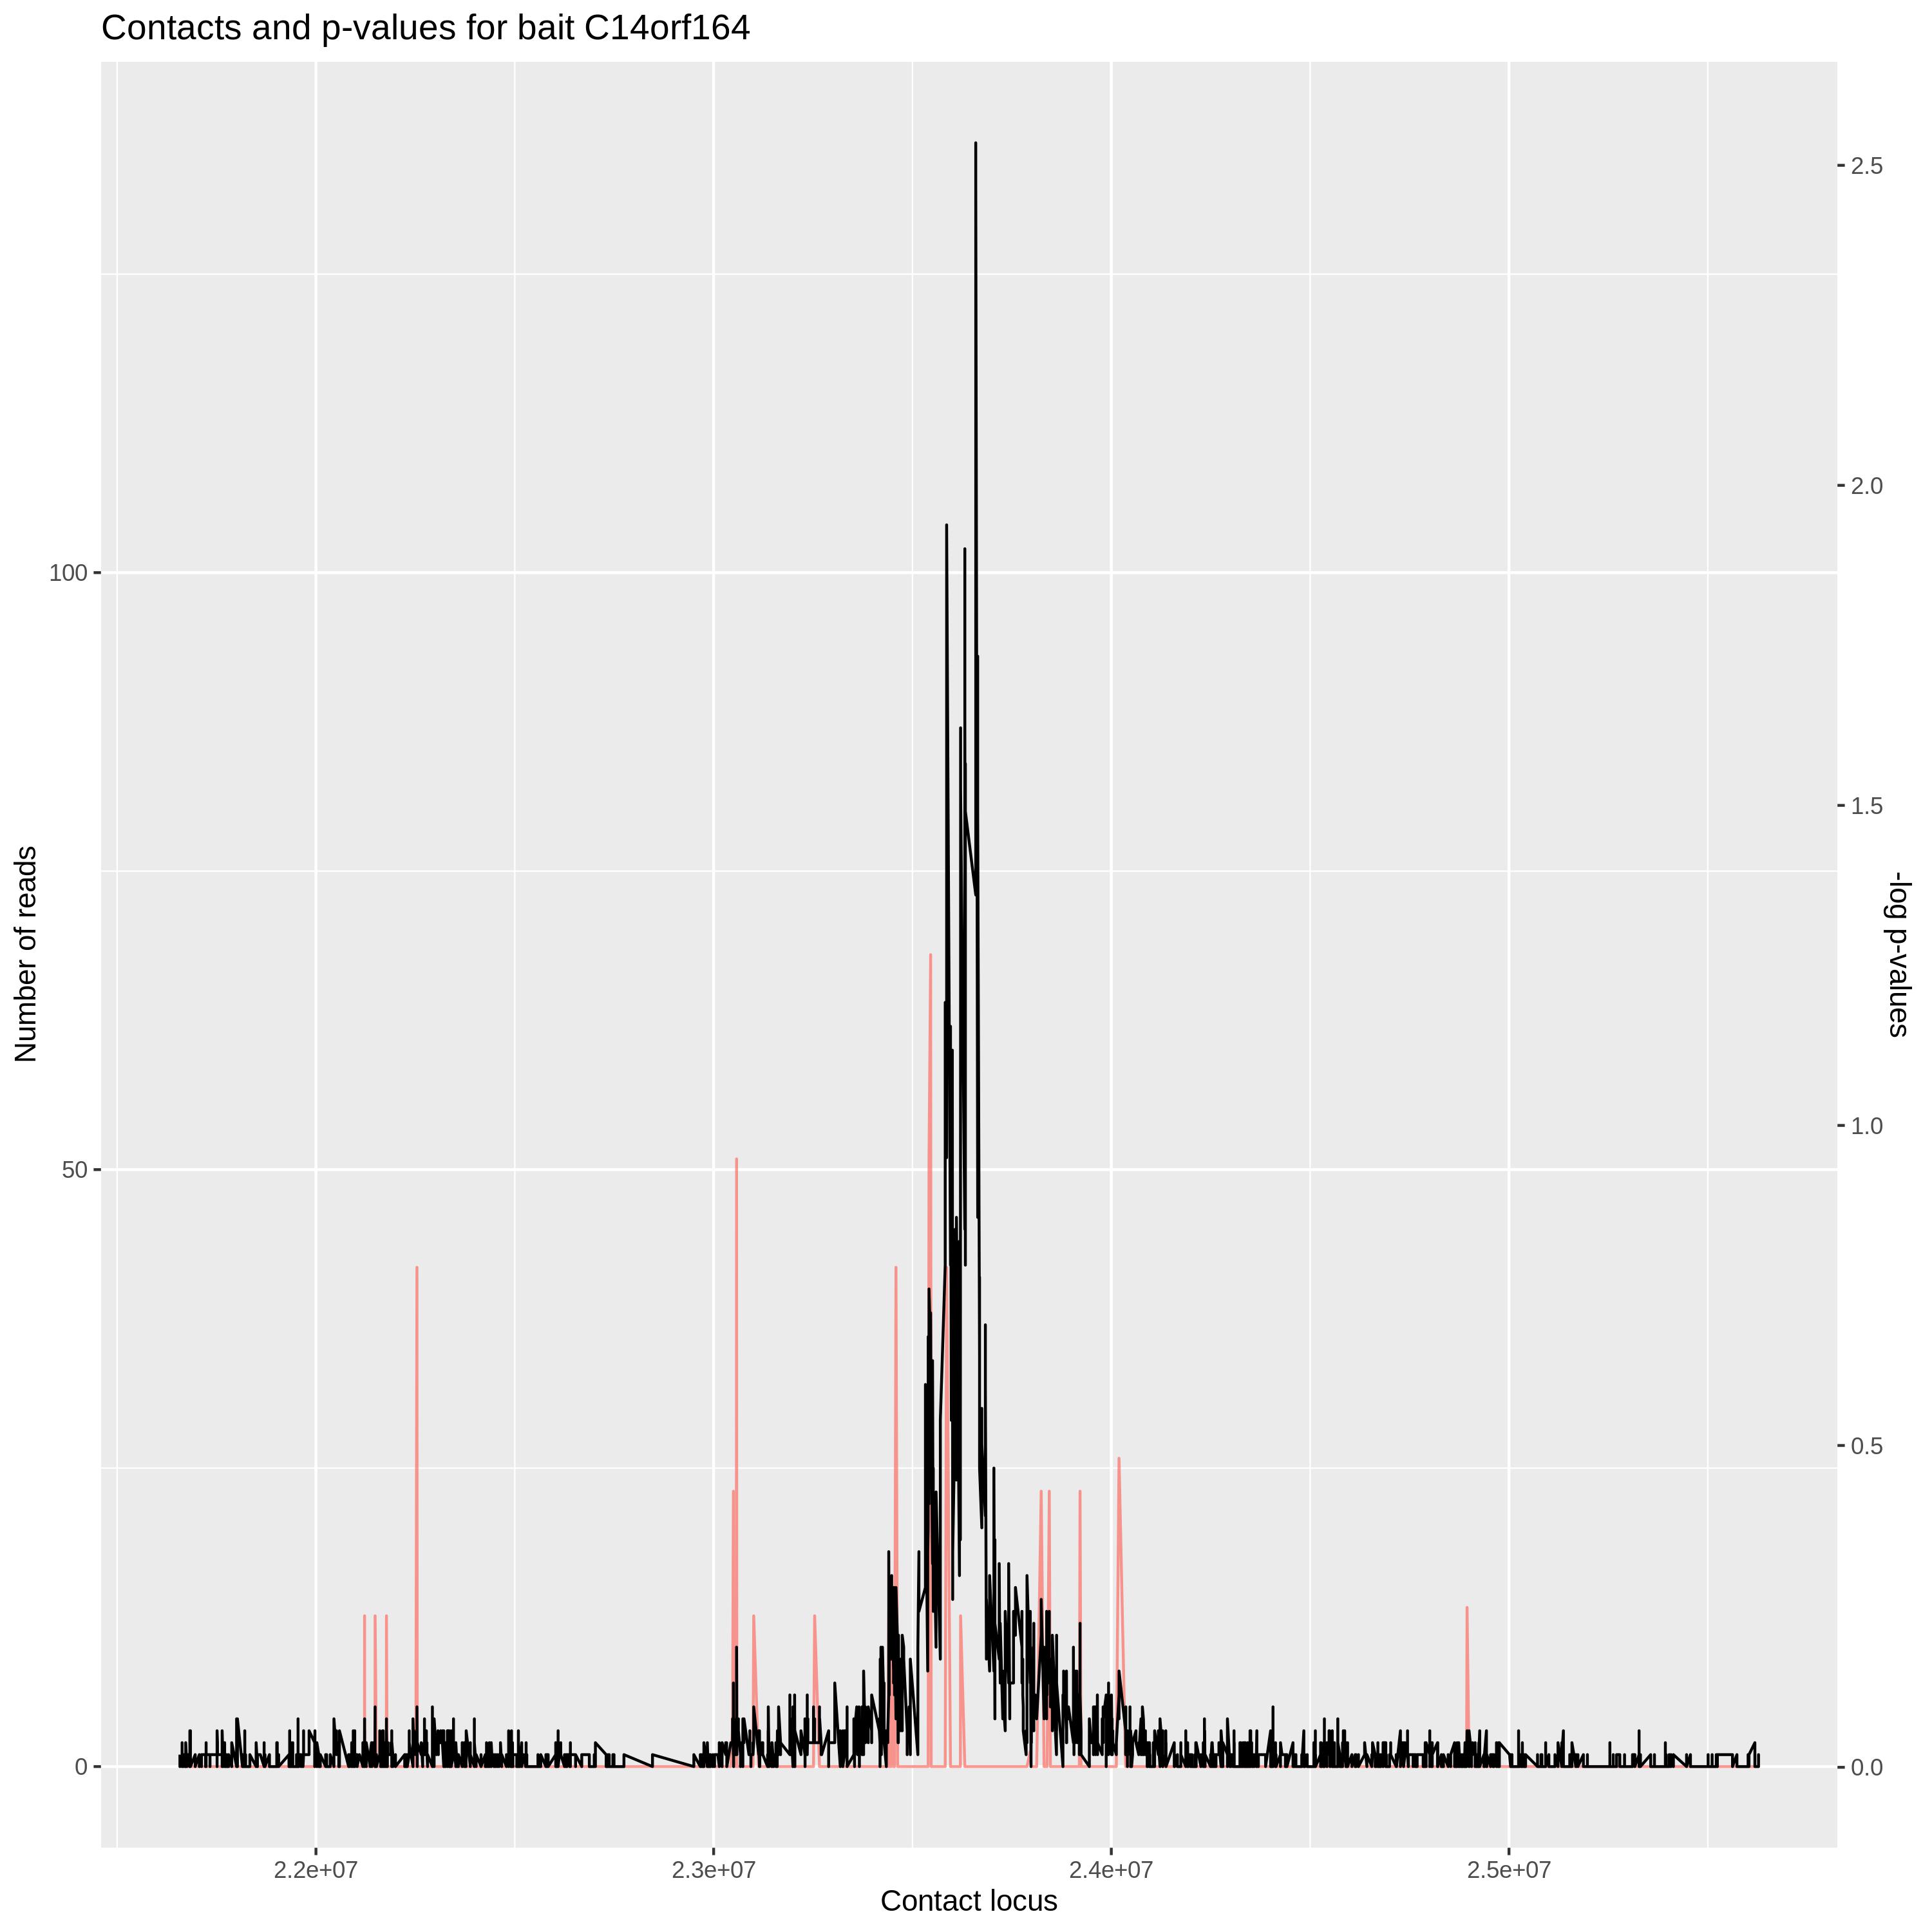 Contacts and p-values for bait C14orf164
Number of reads
100
50
0
2.5
2.0
1.5
1.0
0.5
0.0
-log p-values
2.2e+07 2.3e+07 2.4e+07 2.5e+07
Contact locus